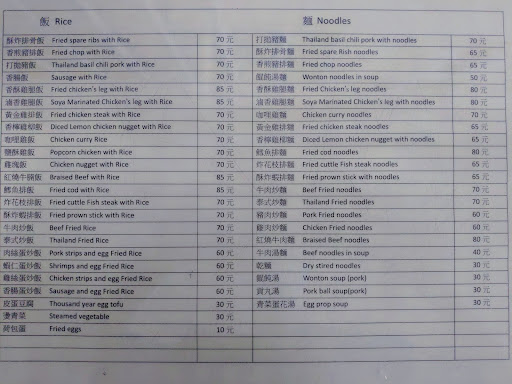 飯 Rice
酥炸排骨飯 Fried spare ribs with Rice 70 元
香煎豬排飯 Fried chop with Rice 70 元
打拋豬飯 Thailand basil chili pork with Rice 70 元
香腸飯 Sausage with Rice 70 元
香酥雞腿飯 Fried chicken's leg with Rice 85 元
滷香雞腿飯 Soya Marinated Chicken's leg with Rice 85 元
黃金雞排飯 Fried chicken steak with Rice 70 元
香檸雞柳飯 Diced Lemon chicken nugget with Rice 70 元
咖哩雞飯 Chicken curry Rice 70 元
鹽酥雞飯 Popcorn chicken with Rice 70 元
雞塊飯 Chicken nugget with Rice 70 元
紅燒牛腩飯 Braised Beef with Rice 85 元
鱈魚排飯 Fried cod with Rice 85 元
炸花枝排飯 Fried cuttle Fish steak with Rice 70 元
酥炸蝦排飯 Fried prown stick with Rice 70 元
牛肉炒飯 Beef Fried Rice 70 元
泰式炒飯 Thailand Fried Rice 70 元
肉絲蛋炒飯 Pork strips and egg Fried Rice 60 元
蝦仁蛋炒飯 Shrimps and egg Fried Rice 60 元
雞絲蛋炒飯 Chicken strips and egg Fried Rice 60 元
香腸蛋炒飯 Sausage and egg Fried Rice 60 元
皮蛋豆腐 Thousand year egg tofu 30 元
燙青菜 Steamed vegetable 30 元
荷包蛋 Fried eggs 10 元
麵 Noodles
打拋豬麵 Thailand basil chili pork with noodles 70 元
酥炸排骨麵 Fried spare Rish noodles 65 元
香煎豬排麵 Fried chop noodles 65 元
餛飩湯麵 Wonton noodles in soup 50 元
香酥雞腿麵 Fried Chicken's leg noodles 80 元
滷香雞腿麵 Soya Marinated Chicken's leg with noodles 80 元
咖哩雞麵 Chicken curry noodles 70 元
黃金雞排麵 Fried chicken steak noodles 65 元
香檸雞柳麵 Diced Lemon chicken nugget with noodles 65 元
鱈魚排麵 Fried cod noodles 80 元
炸花枝排麵 Fried cuttle Fish steak noodles 65 元
酥炸蝦排麵 Fried prown stick with noodles 65 元
牛肉炒麵 Beef Fried noodles 70 元
泰式炒麵 Thailand Fried noodles 70 元
豬肉炒麵 Pork Fried noodles 60 元
雞肉炒麵 Chicken Fried noodles 60 元
紅燒牛肉麵 Braised Beef noodles 80 元
牛肉湯麵 Beef noodles in soup 40 元
乾麵 Dry stired noodles 30 元
餛飩湯 Wonton soup (pork) 30 元
貢丸湯 Pork ball soup(pork) 30 元
青菜蛋花湯 Egg prop soup 30 元